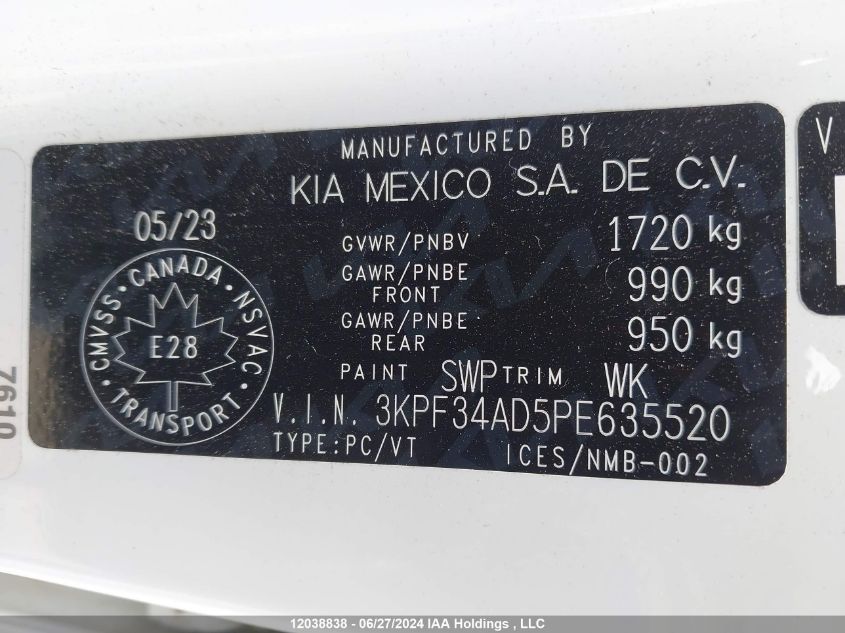 MANUFACTURED BY
KIA MEXICO S.A. DE C.V.
05/23
GVWR/PNBV 1720 kg
GAWR/PNBE FRONT 990 kg
GAWR/PNBE REAR 950 kg
PAINT SWP TRIM WK
V.I.N. 3KPF34AD5PE635520
TYPE:PC/VT ICES/NMB-002
CMVSS · CANADA · NSVAC
E28
TRANSPORT
7610
V
12038838 - 06/27/2024 IAA Holdings , LLC